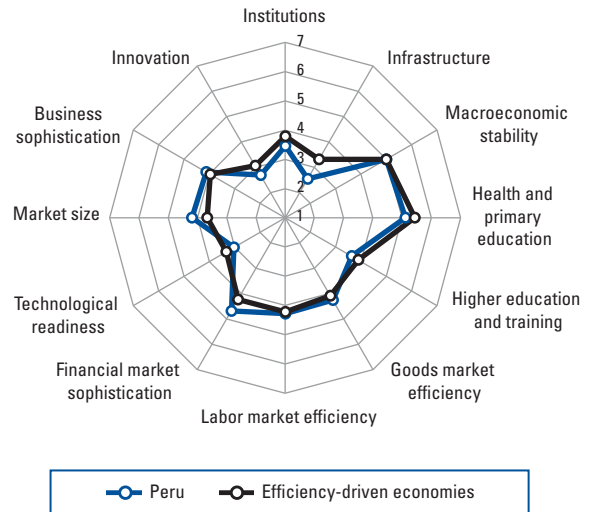 Institutions
Infrastructure
Macroeconomic
stability
Health and
primary
education
Higher education
and training
Goods market
efficiency
Labor market efficiency
Financial market
sophistication
Technological
readiness
Market size
Business
sophistication
Innovation
7
6
5
4
3
2
1
Peru
Efficiency-driven economies